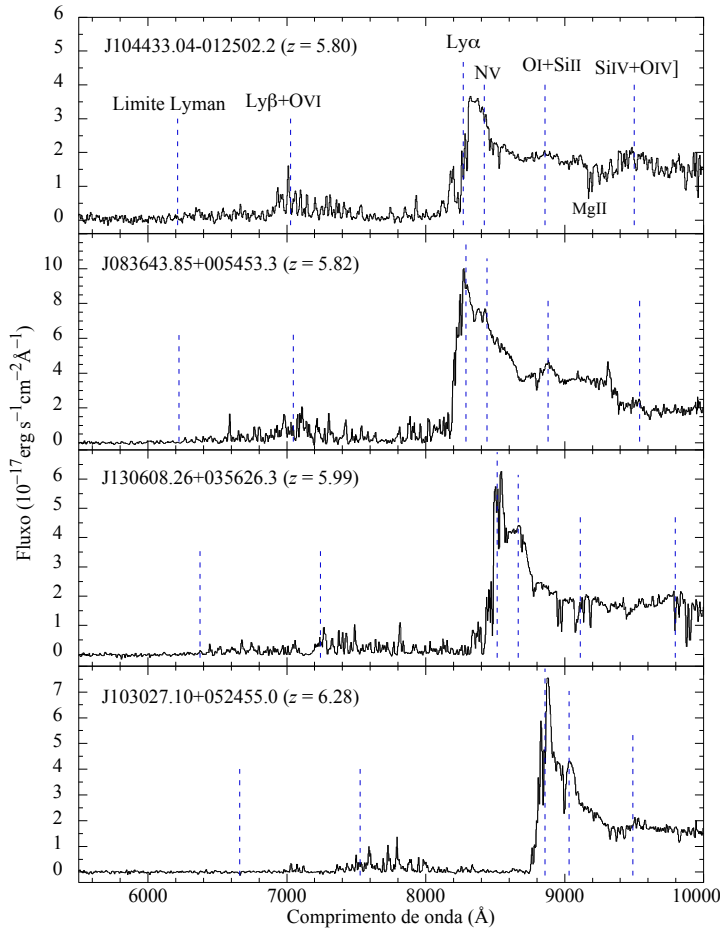 J104433.04-012502.2 (z = 5.80)
Lyα
NV
OI+SiII
SiIV+OIV]
Limite Lyman
Lyβ+OVI
MgII
6
5
4
3
2
1
0
J083643.85+005453.3 (z = 5.82)
10
8
6
4
2
0
J130608.26+035626.3 (z = 5.99)
6
5
4
3
2
1
0
J103027.10+052455.0 (z = 6.28)
7
6
5
4
3
2
1
0
Fluxo (10⁻¹⁷ erg s⁻¹ cm⁻² Å⁻¹)
6000 7000 8000 9000 10000
Comprimento de onda (Å)